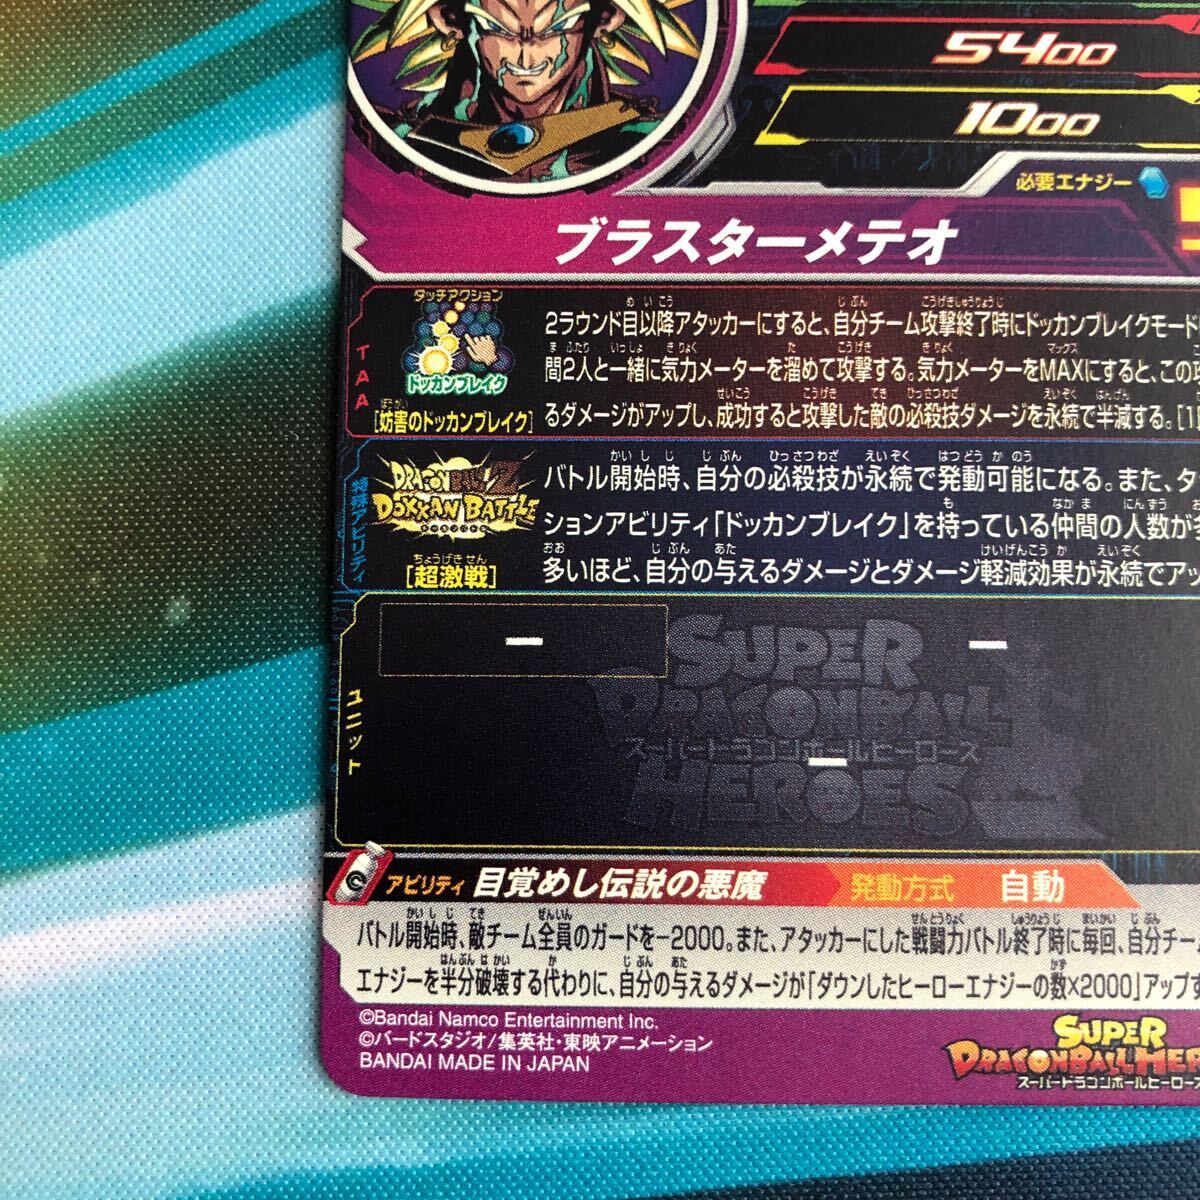 5400
1000
必要エナジー
ブラスターメテオ
TAA
タッチアクション
ドッカンブレイク
[妨害のドッカンブレイク]
2ラウンド目以降アタッカーにすると、自分チーム攻撃終了時にドッカンブレイクモード
間2人と一緒に気力メーターを溜めて攻撃する。気力メーターをMAXにすると、この
るダメージがアップし、成功すると攻撃した敵の必殺技ダメージを永続で半減する。[1]
特殊アビリティ
DRAGON BALL Z
DOKKAN BATTLE
[超激戦]
バトル開始時、自分の必殺技が永続で発動可能になる。また、タ
ションアビリティ「ドッカンブレイク」を持っている仲間の人数が
多いほど、自分の与えるダメージとダメージ軽減効果が永続でアッ
ユニット
ー
ー
ー
SUPER
DRAGONBALL
スーパードラゴンボールヒーローズ
HEROES
アビリティ 目覚めし伝説の悪魔 発動方式 自動
バトル開始時、敵チーム全員のガードを-2000。また、アタッカーにした戦闘力バトル終了時に毎回、自分チー
エナジーを半分破壊する代わりに、自分の与えるダメージが「ダウンしたヒーローエナジーの数×2000」アップす
©Bandai Namco Entertainment Inc.
©バードスタジオ/集英社・東映アニメーション
BANDAI MADE IN JAPAN
SUPER
DRAGONBALL HER
スーパードラゴンボールヒーローズ